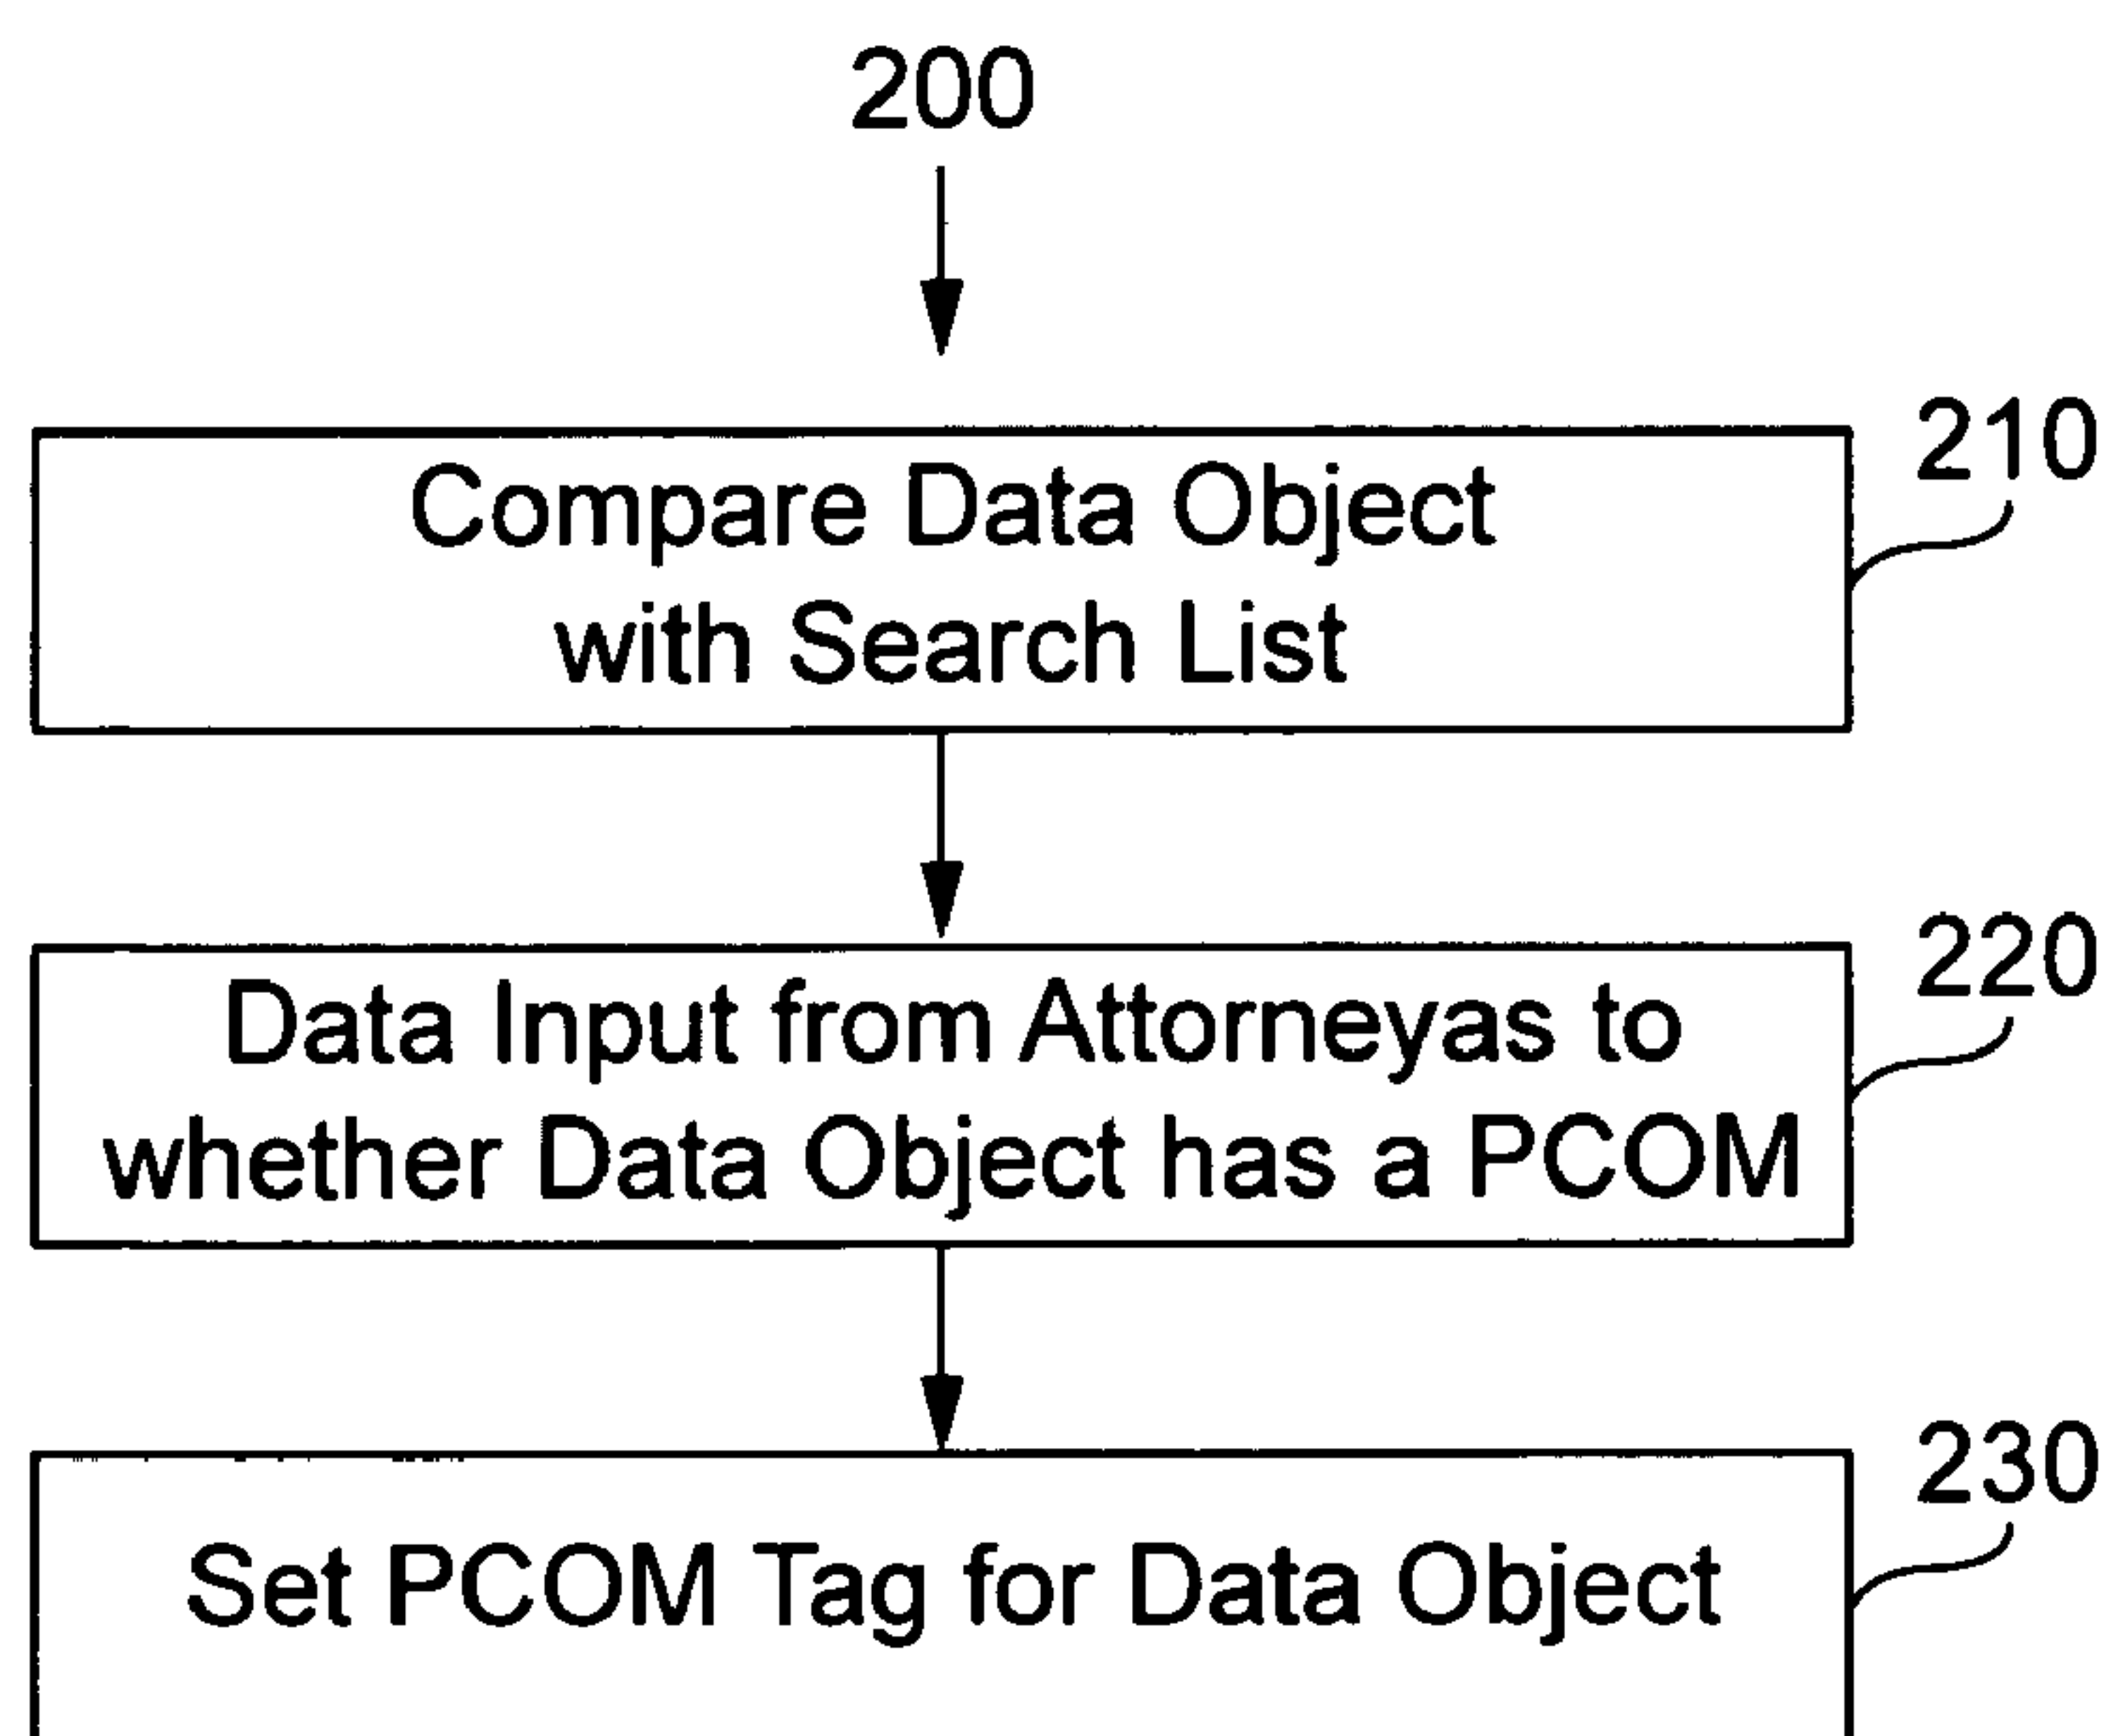 200
210
Compare Data Object
with Search List
220
Data Input from Attorneyas to
whether Data Object has a PCOM
230
Set PCOM Tag for Data Object